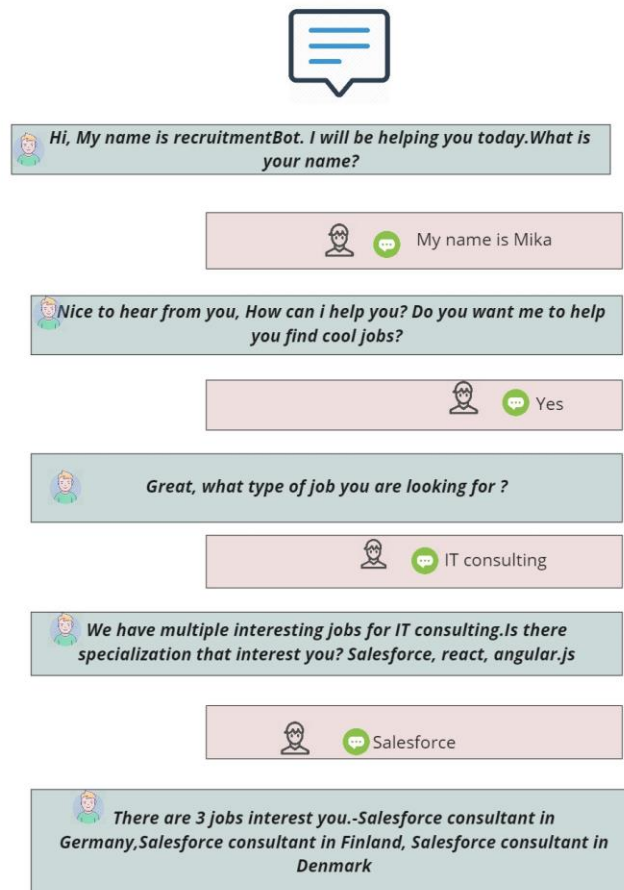 Hi, My name is recruitmentBot. I will be helping you today.What is
your name?
My name is Mika
Nice to hear from you, How can i help you? Do you want me to help
you find cool jobs?
Yes
Great, what type of job you are looking for ?
IT consulting
We have multiple interesting jobs for IT consulting.Is there
specialization that interest you? Salesforce, react, angular.js
Salesforce
There are 3 jobs interest you.-Salesforce consultant in
Germany,Salesforce consultant in Finland, Salesforce consultant in
Denmark